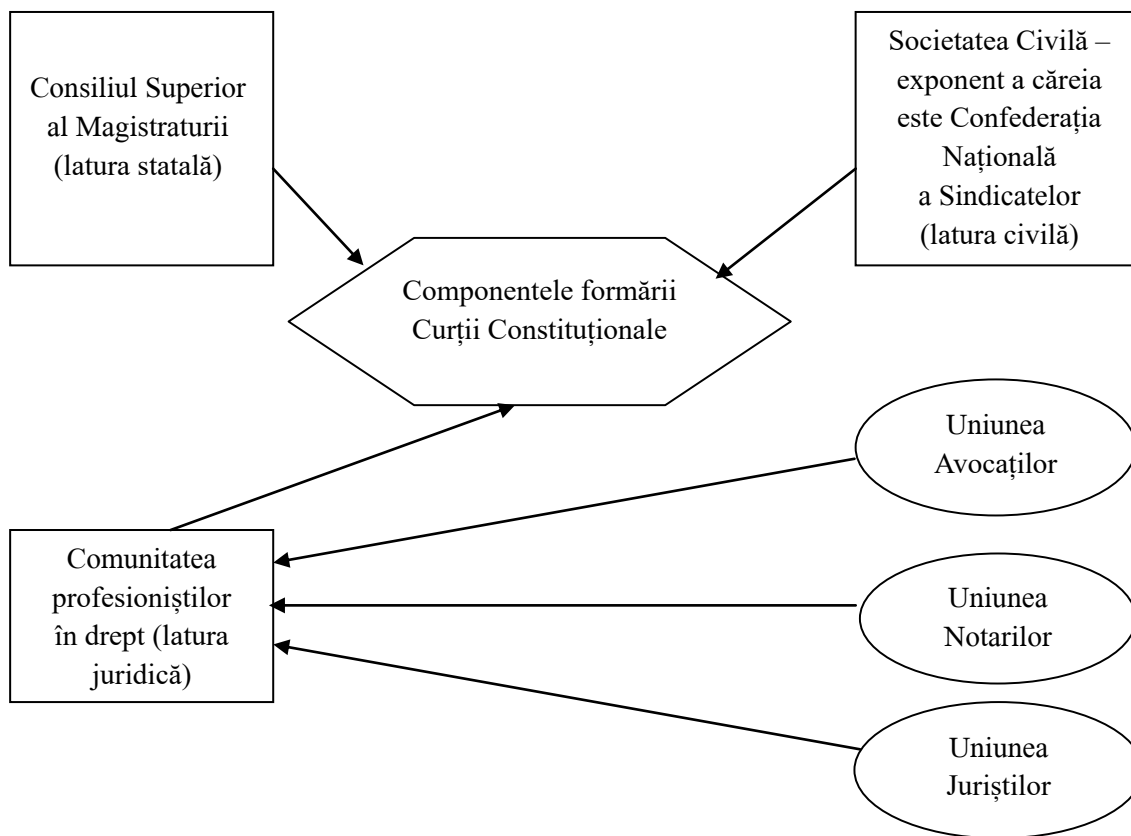 Consiliul Superior
al Magistraturii
(latura statală)
Societatea Civilă –
exponent a căreia
este Confederația
Națională
a Sindicatelor
(latura civilă)
Componentele formării
Curții Constituționale
Uniunea
Avocaților
Comunitatea
profesioniștilor
în drept (latura
juridică)
Uniunea
Notarilor
Uniunea
Juriștilor